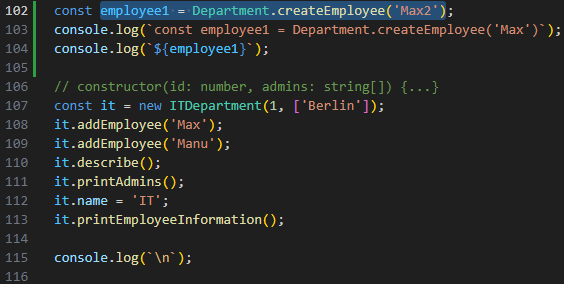 102 const employee1 = Department.createEmployee('Max2');
103 console.log(`const employee1 = Department.createEmployee('Max')`);
104 console.log(`${employee1}`);
105
106 // constructor(id: number, admins: string[]) {...}
107 const it = new ITDepartment(1, ['Berlin']);
108 it.addEmployee('Max');
109 it.addEmployee('Manu');
110 it.describe();
111 it.printAdmins();
112 it.name = 'IT';
113 it.printEmployeeInformation();
114
115 console.log(`\n`);
116